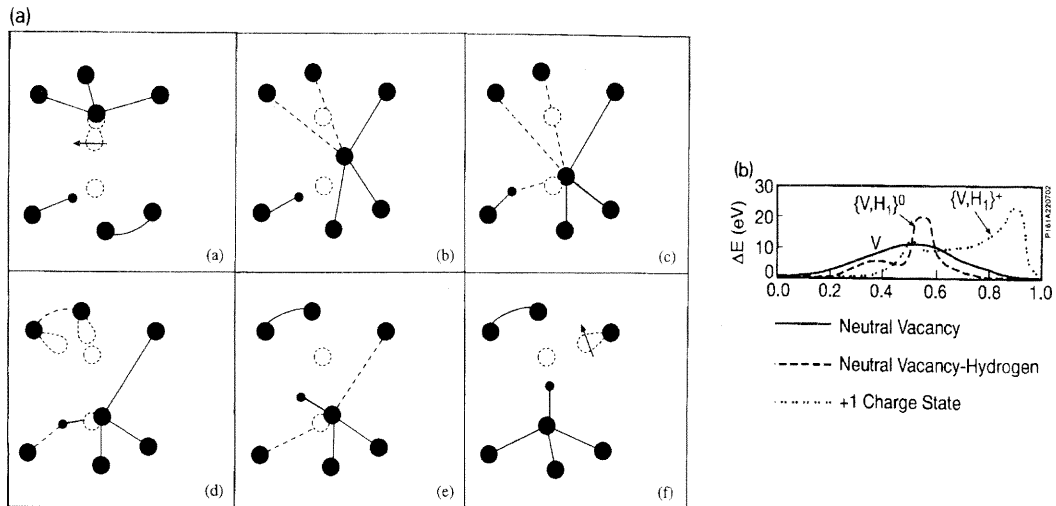 (a)
(a)
(b)
(c)
(d)
(e)
(f)
(b)
ΔE (eV)
30
20
10
0
{V,H₁}⁰
V
{V,H₁}⁺
0.0 0.2 0.4 0.6 0.8 1.0
P161A220702
Neutral Vacancy
Neutral Vacancy-Hydrogen
+1 Charge State